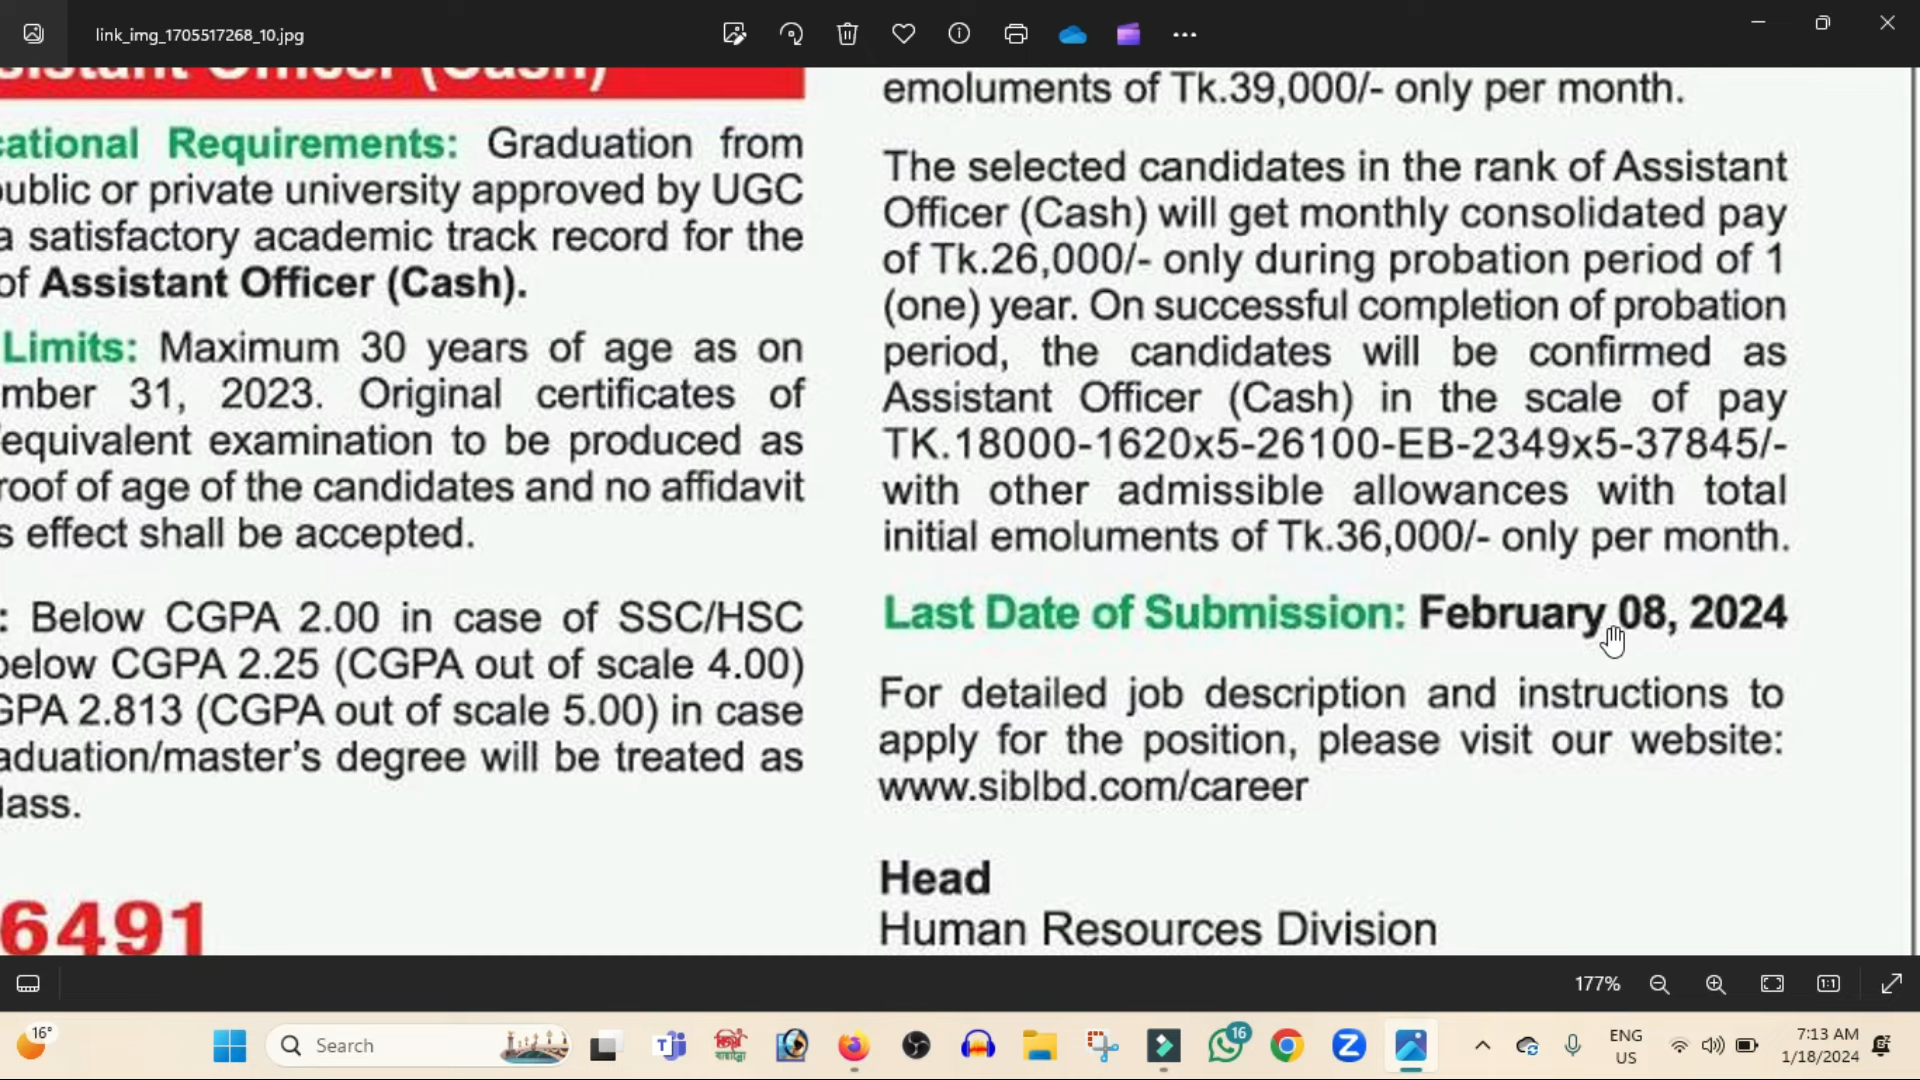 link_img_1705517268_10.jpg
Assistant Officer (Cash)
Requirements: Graduation from
public or private university approved by UGC
a satisfactory academic track record for the
of Assistant Officer (Cash).
Limits: Maximum 30 years of age as on
mber 31, 2023. Original certificates of
equivalent examination to be produced as
roof of age of the candidates and no affidavit
s effect shall be accepted.
: Below CGPA 2.00 in case of SSC/HSC
below CGPA 2.25 (CGPA out of scale 4.00)
GPA 2.813 (CGPA out of scale 5.00) in case
aduation/master's degree will be treated as
lass.
6491
emoluments of Tk.39,000/- only per month.
The selected candidates in the rank of Assistant
Officer (Cash) will get monthly consolidated pay
of Tk.26,000/- only during probation period of 1
(one) year. On successful completion of probation
period, the candidates will be confirmed as
Assistant Officer (Cash) in the scale of pay
TK.18000-1620x5-26100-EB-2349x5-37845/-
with other admissible allowances with total
initial emoluments of Tk.36,000/- only per month.
Last Date of Submission: February 08, 2024
For detailed job description and instructions to
apply for the position, please visit our website:
www.siblbd.com/career
Head
Human Resources Division
177%
16°
Search
16
ENG
US
7:13 AM
1/18/2024